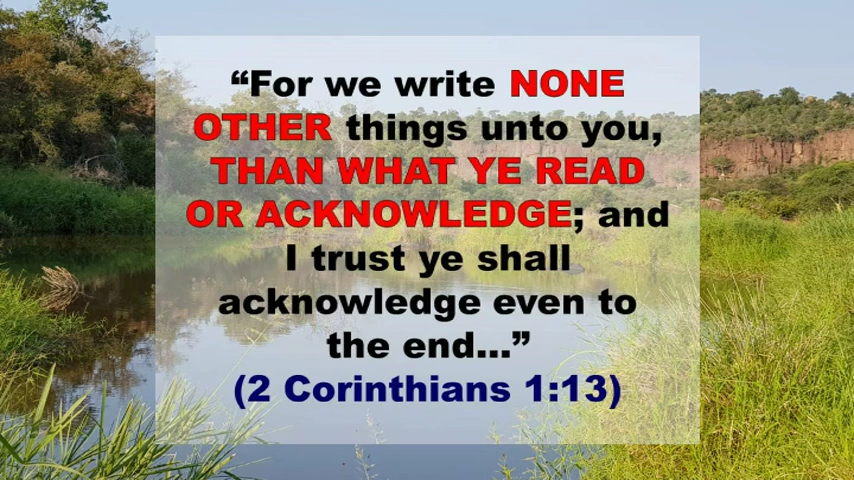 “For we write NONE
OTHER things unto you,
THAN WHAT YE READ
OR ACKNOWLEDGE; and
I trust ye shall
acknowledge even to
the end...”
(2 Corinthians 1:13)